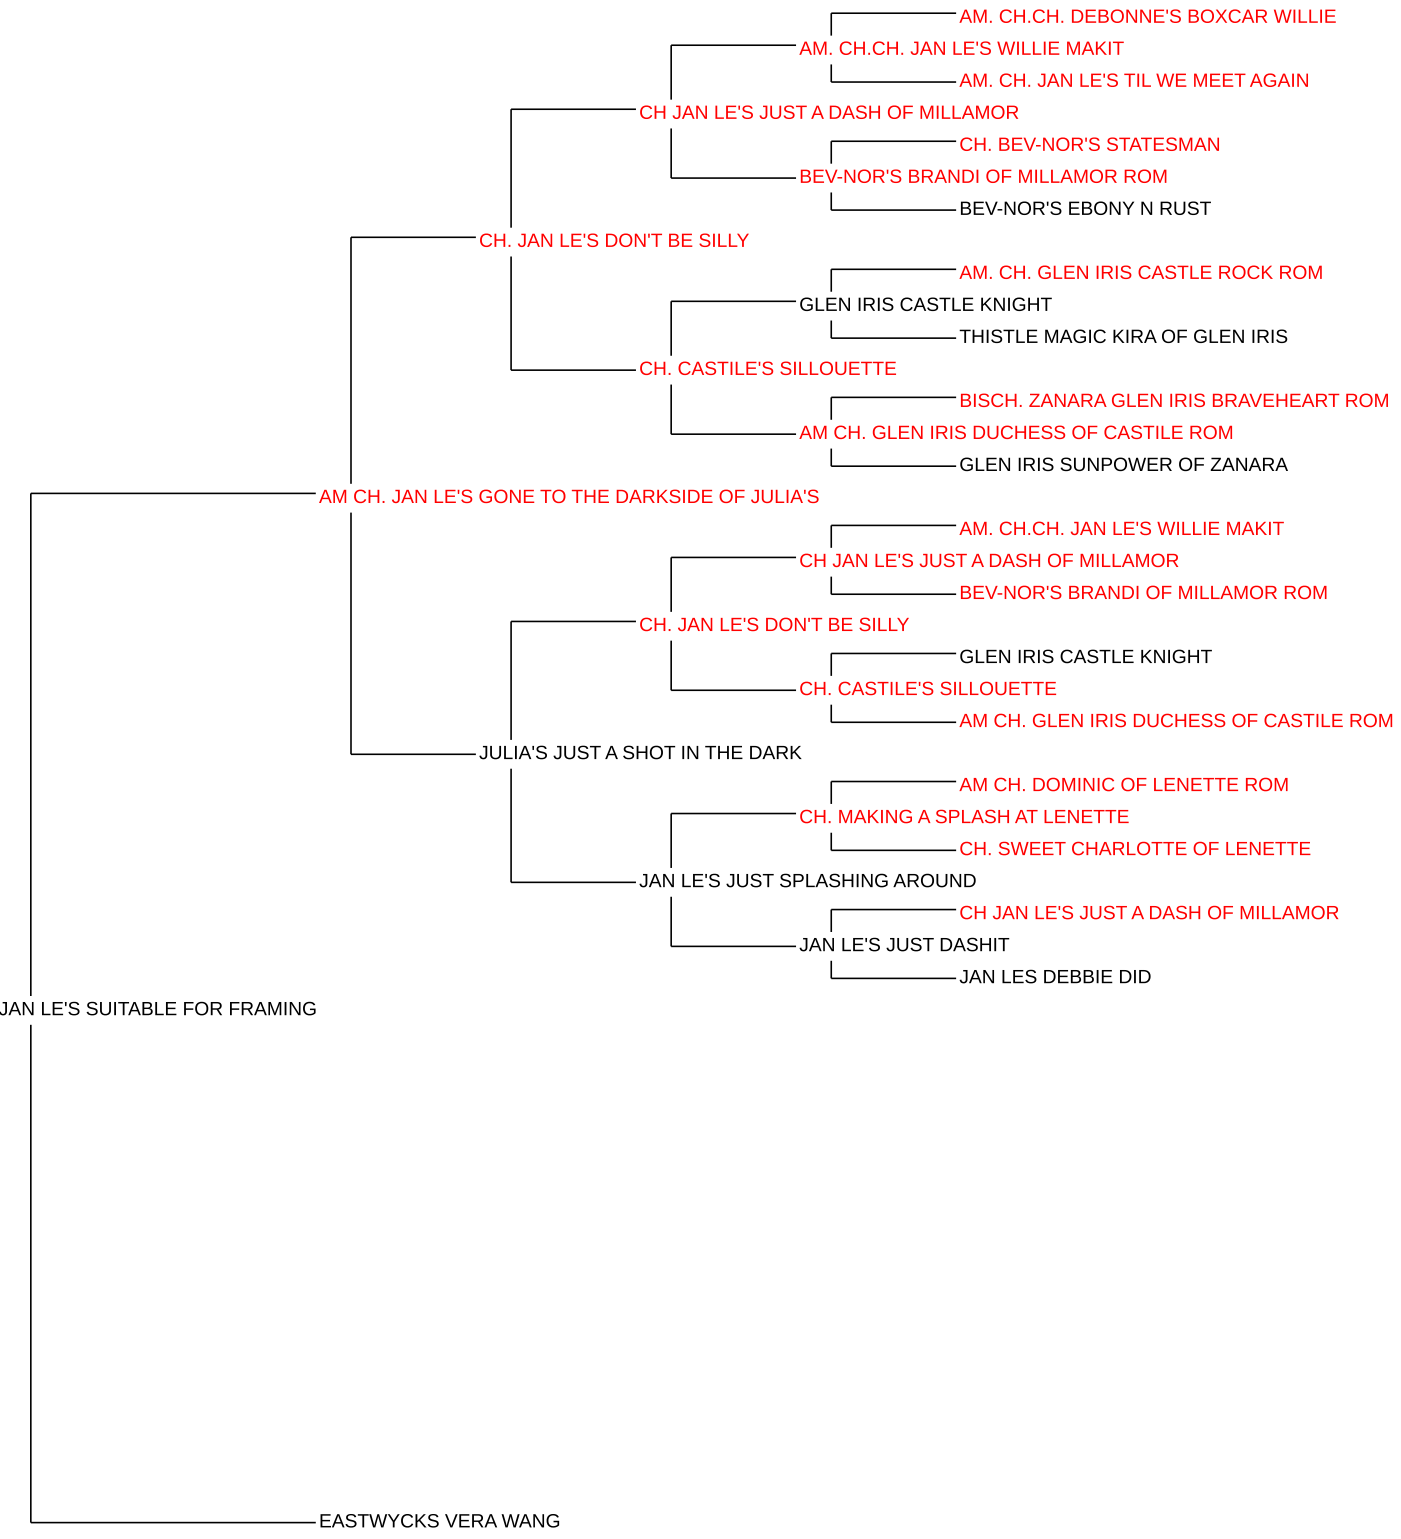 AM. CH.CH. DEBONNE'S BOXCAR WILLIE
AM. CH.CH. JAN LE'S WILLIE MAKIT
AM. CH. JAN LE'S TIL WE MEET AGAIN
CH JAN LE'S JUST A DASH OF MILLAMOR
CH. BEV-NOR'S STATESMAN
BEV-NOR'S BRANDI OF MILLAMOR ROM
BEV-NOR'S EBONY N RUST
CH. JAN LE'S DON'T BE SILLY
AM. CH. GLEN IRIS CASTLE ROCK ROM
GLEN IRIS CASTLE KNIGHT
THISTLE MAGIC KIRA OF GLEN IRIS
CH. CASTILE'S SILLOUETTE
BISCH. ZANARA GLEN IRIS BRAVEHEART ROM
AM CH. GLEN IRIS DUCHESS OF CASTILE ROM
GLEN IRIS SUNPOWER OF ZANARA
AM CH. JAN LE'S GONE TO THE DARKSIDE OF JULIA'S
AM. CH.CH. JAN LE'S WILLIE MAKIT
CH JAN LE'S JUST A DASH OF MILLAMOR
BEV-NOR'S BRANDI OF MILLAMOR ROM
CH. JAN LE'S DON'T BE SILLY
GLEN IRIS CASTLE KNIGHT
CH. CASTILE'S SILLOUETTE
AM CH. GLEN IRIS DUCHESS OF CASTILE ROM
JULIA'S JUST A SHOT IN THE DARK
AM CH. DOMINIC OF LENETTE ROM
CH. MAKING A SPLASH AT LENETTE
CH. SWEET CHARLOTTE OF LENETTE
JAN LE'S JUST SPLASHING AROUND
CH JAN LE'S JUST A DASH OF MILLAMOR
JAN LE'S JUST DASHIT
JAN LES DEBBIE DID
JAN LE'S SUITABLE FOR FRAMING
EASTWYCKS VERA WANG